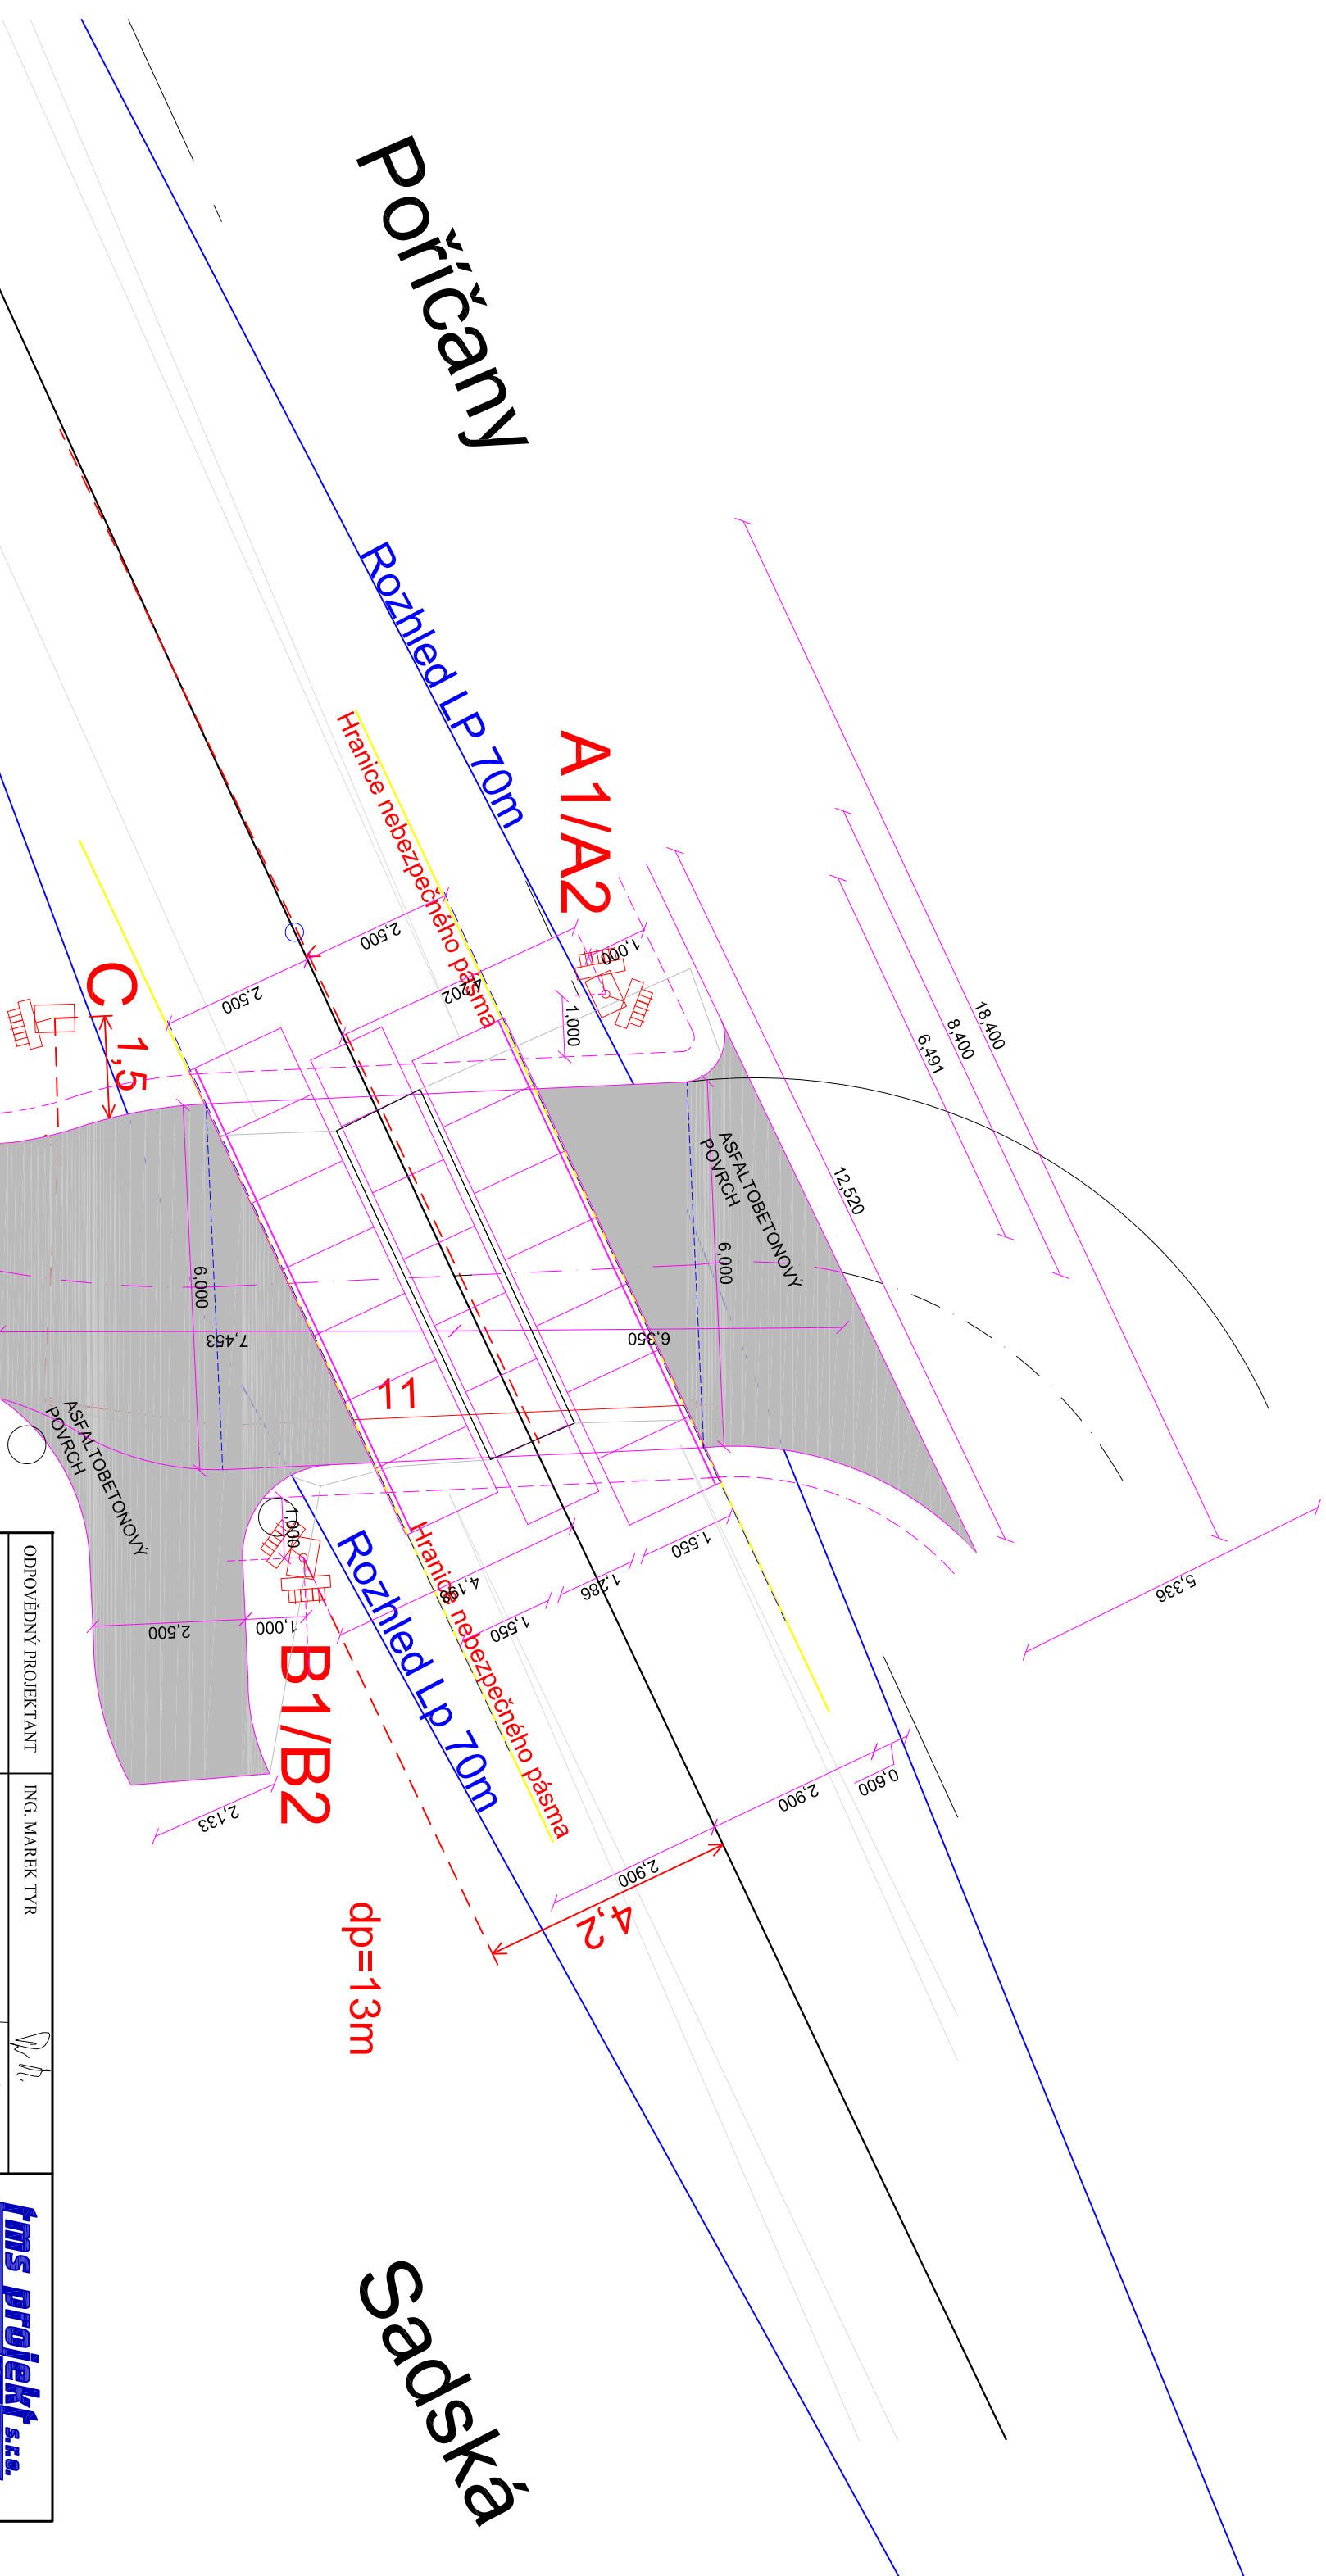 Poříčany
Rozhled LP 70m
Hranice nebezpečného pásma
A1/A2
2,500
2,500
4,202
1,000
1,000
18,400
8,400
6,491
12,520
C
1,5
ASFALTOBETONOVÝ
POVRCH
6,000
6,000
7,453
6,350
11
ASFALTOBETONOVÝ
POVRCH
1,000
Rozhled Lp 70m
Hranice nebezpečného pásma
4,198
1,550
1,286
1,550
5,336
2,500
1,000
B1/B2
2,133
2,900
0,600
2,900
4,2
dp=13m
Sadská
ODPOVĚDNÝ PROJEKTANT
ING. MAREK TYR
tms projekt s.r.o.